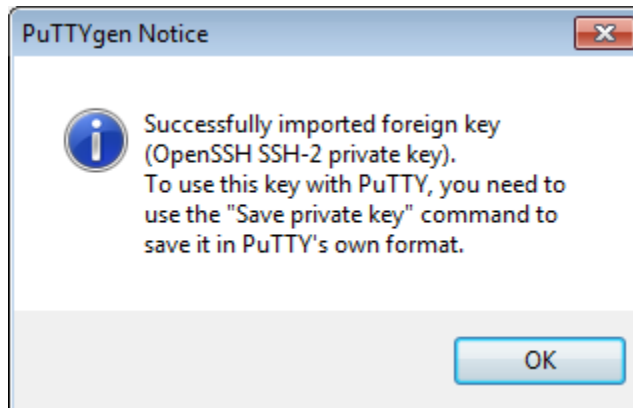 PuTTYgen Notice
Successfully imported foreign key
(OpenSSH SSH-2 private key).
To use this key with PuTTY, you need to
use the "Save private key" command to
save it in PuTTY's own format.
OK